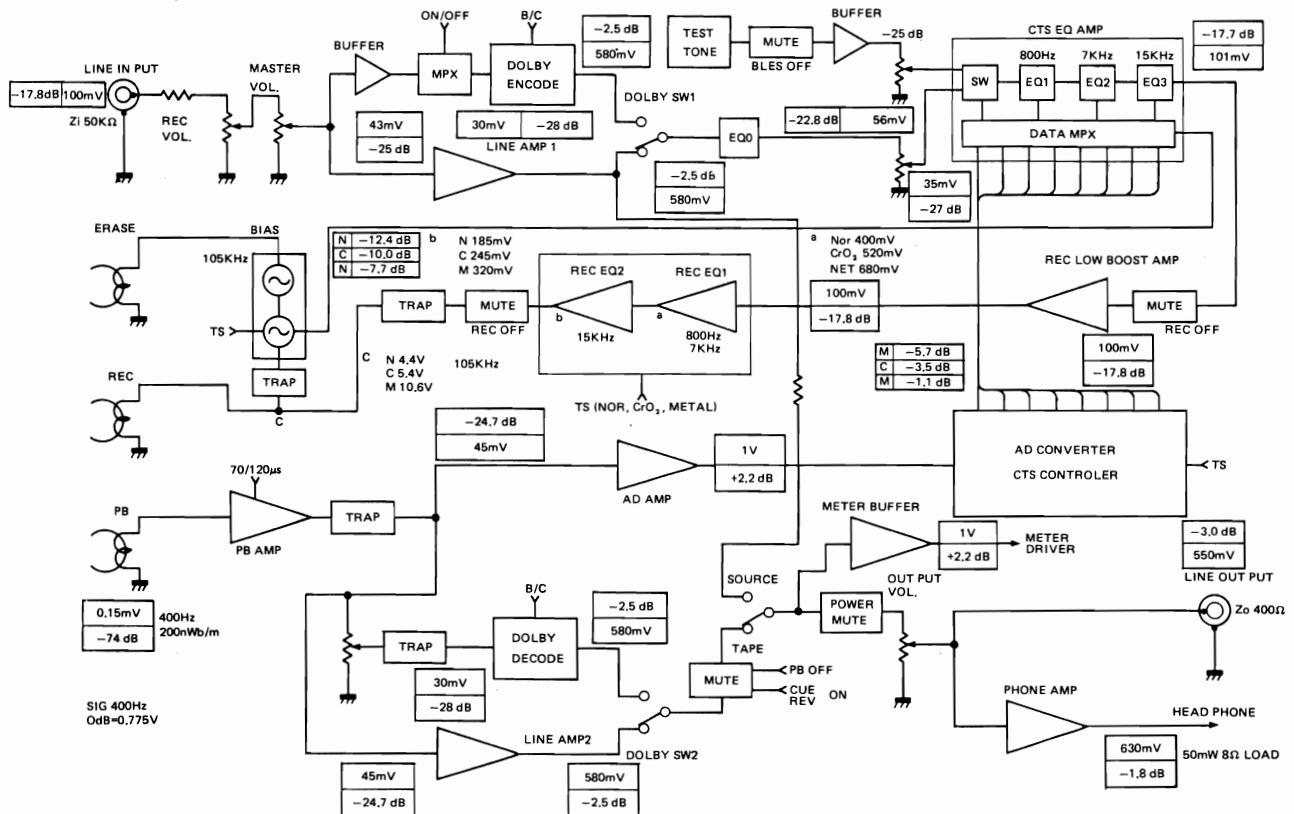 B/C
ON/OFF
−2.5 dB
580mV
BUFFER
MPX
DOLBY
ENCODE
TEST
TONE
MUTE
BLES OFF
BUFFER
−25 dB
CTS EQ AMP
800Hz
7KHz
15KHz
SW
EQ1
EQ2
EQ3
DATA MPX
−17.7 dB
101mV
LINE IN PUT
−17.8dB
100mV
Zi 50KΩ
REC
VOL.
MASTER
VOL.
43mV
−25 dB
30mV
−28 dB
LINE AMP 1
DOLBY SW1
EQ0
−22.8 dB
56mV
−2.5 dB
580mV
35mV
−27 dB
ERASE
BIAS
105KHz
TS
TRAP
N −12.4 dB
C −10.0 dB
N −7.7 dB
b
N 185mV
C 245mV
M 320mV
a
Nor 400mV
CrO₂ 520mV
NET 680mV
REC LOW BOOST AMP
TRAP
MUTE
REC OFF
REC EQ2
REC EQ1
b
a
15KHz
800Hz
7KHz
100mV
−17.8 dB
MUTE
REC OFF
100mV
−17.8 dB
C
N 4.4V
C 5.4V
M 10.6V
105KHz
M −5.7 dB
C −3.5 dB
M −1.1 dB
REC
C
TS (NOR, CrO₂, METAL)
−24.7 dB
45mV
AD AMP
1V
+2.2 dB
AD CONVERTER
CTS CONTROLER
TS
70/120μs
PB
PB AMP
TRAP
METER BUFFER
1V
+2.2 dB
METER
DRIVER
−3.0 dB
550mV
LINE OUT PUT
Zo 400Ω
0.15mV
−74 dB
400Hz
200nWb/m
B/C
−2.5 dB
580mV
SOURCE
OUT PUT
VOL.
POWER
MUTE
TAPE
TRAP
DOLBY
DECODE
MUTE
PB OFF
CUE
REV
ON
30mV
−28 dB
SIG 400Hz
OdB=0.775V
LINE AMP2
DOLBY SW2
PHONE AMP
HEAD PHONE
45mV
−24.7 dB
580mV
−2.5 dB
630mV
−1.8 dB
50mW 8Ω LOAD